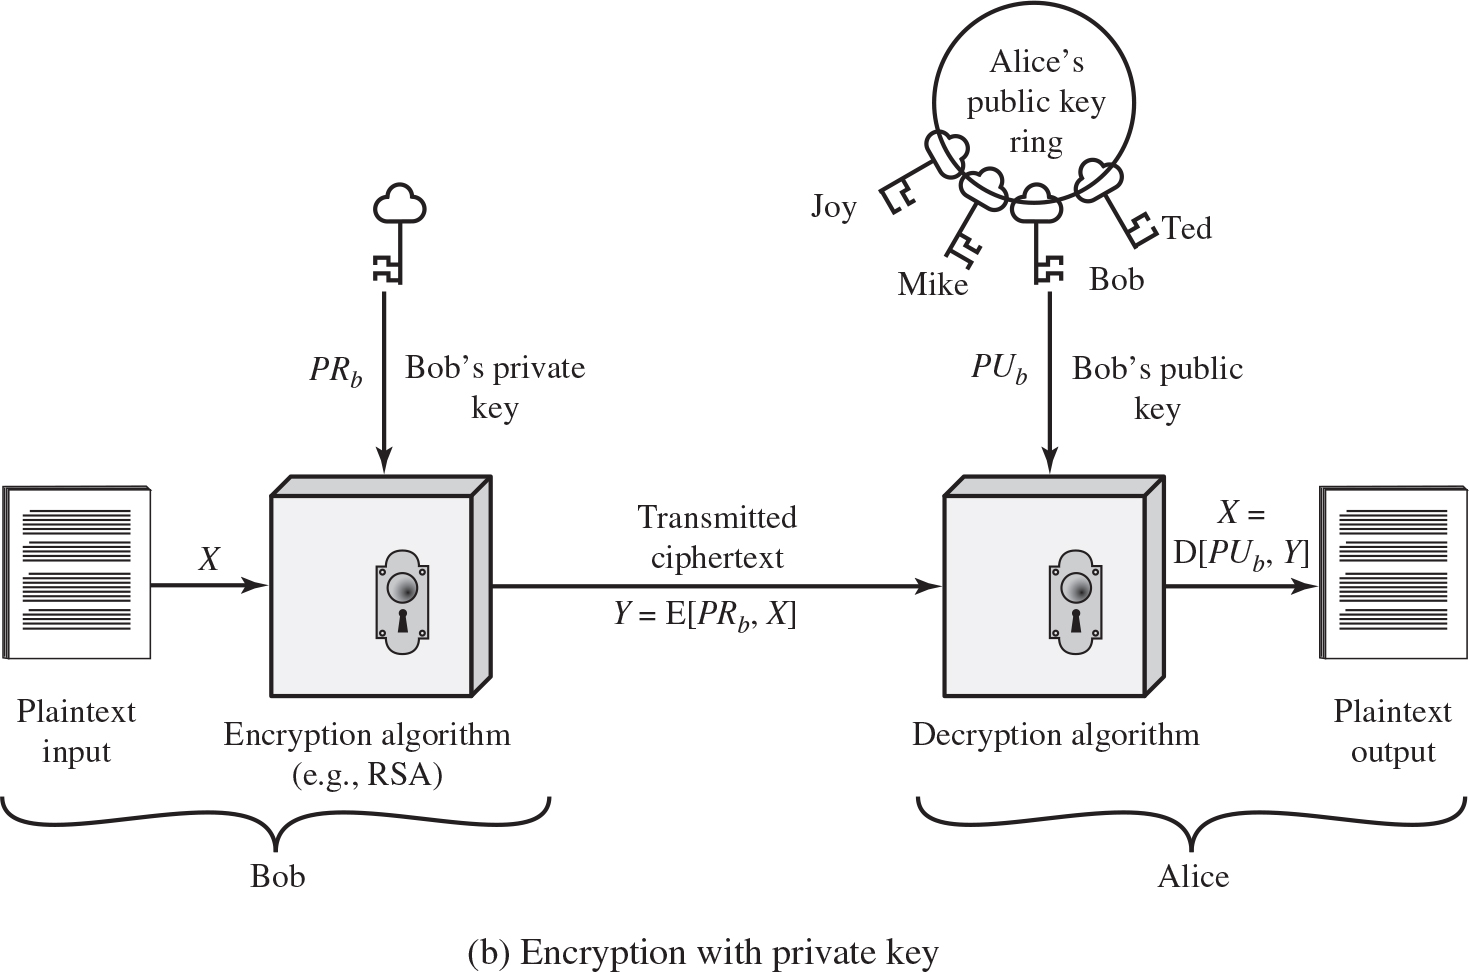 Alice’s
public key
ring
Joy
Mike
Bob
Ted
PR_b
Bob’s private
key
PU_b
Bob’s public
key
X
Transmitted
ciphertext
Y = E[PR_b, X]
X =
D[PU_b, Y]
Plaintext
input
Encryption algorithm
(e.g., RSA)
Decryption algorithm
Plaintext
output
Bob
Alice
(b) Encryption with private key